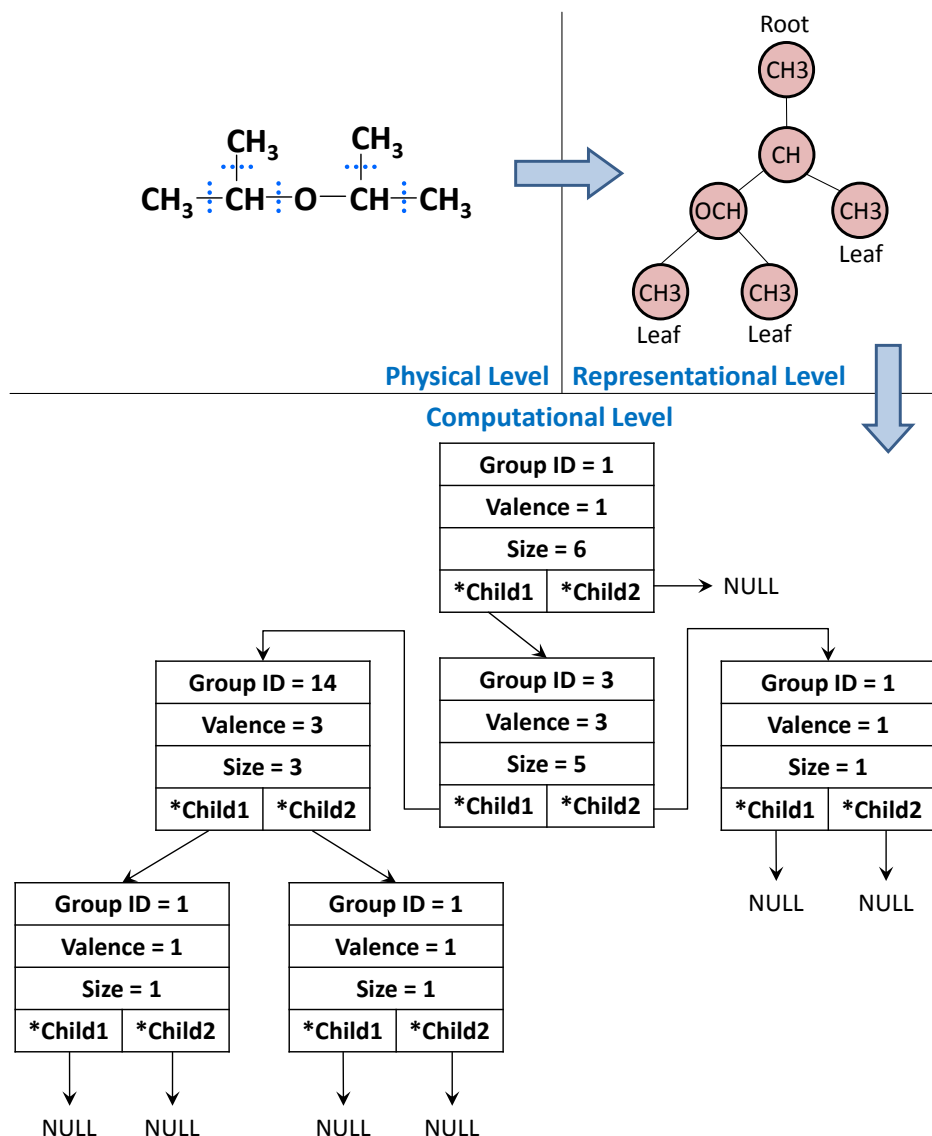 CH₃ CH₃
CH₃ CH O CH CH₃
Root
CH3
CH
OCH CH3
Leaf
CH3 CH3
Leaf Leaf
Physical Level Representational Level
Computational Level
Group ID = 1
Valence = 1
Size = 6
*Child1 *Child2 NULL
Group ID = 14
Valence = 3
Size = 3
*Child1 *Child2
Group ID = 3
Valence = 3
Size = 5
*Child1 *Child2
Group ID = 1
Valence = 1
Size = 1
*Child1 *Child2
NULL NULL
Group ID = 1
Valence = 1
Size = 1
*Child1 *Child2
NULL NULL
Group ID = 1
Valence = 1
Size = 1
*Child1 *Child2
NULL NULL